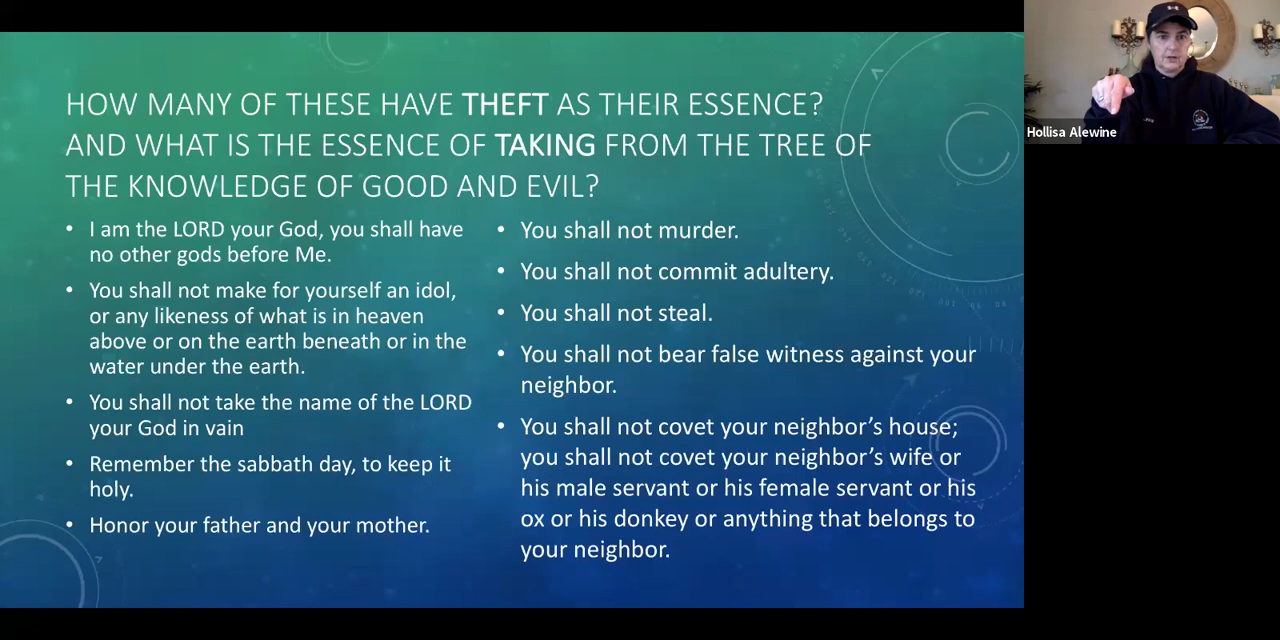 HOW MANY OF THESE HAVE THEFT AS THEIR ESSENCE?
AND WHAT IS THE ESSENCE OF TAKING FROM THE TREE OF
THE KNOWLEDGE OF GOOD AND EVIL?
• I am the LORD your God, you shall have
no other gods before Me.
• You shall not make for yourself an idol,
or any likeness of what is in heaven
above or on the earth beneath or in the
water under the earth.
• You shall not take the name of the LORD
your God in vain
• Remember the sabbath day, to keep it
holy.
• Honor your father and your mother.
• You shall not murder.
• You shall not commit adultery.
• You shall not steal.
• You shall not bear false witness against your
neighbor.
• You shall not covet your neighbor’s house;
you shall not covet your neighbor’s wife or
his male servant or his female servant or his
ox or his donkey or anything that belongs to
your neighbor.
Hollisa Alewine